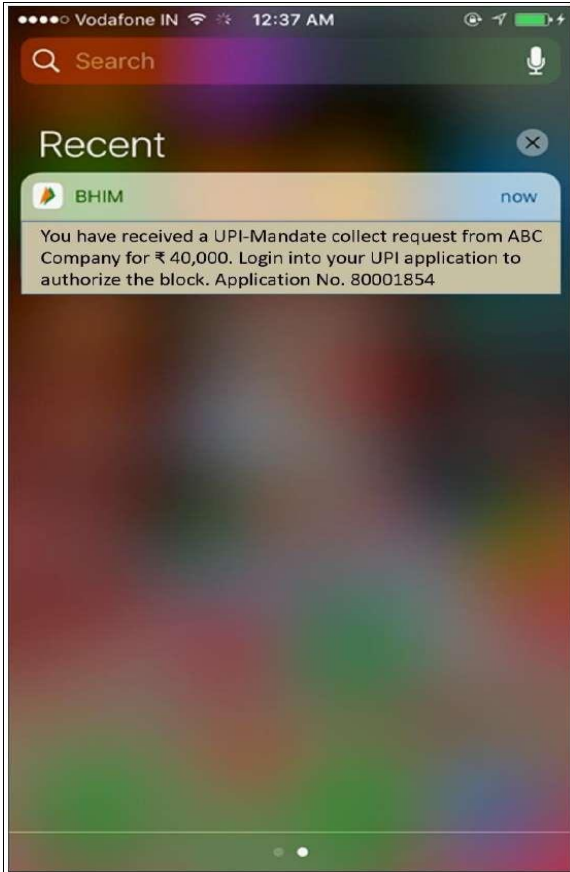 Vodafone IN 12:37 AM
Search
Recent
BHIM now
You have received a UPI-Mandate collect request from ABC
Company for ₹ 40,000. Login into your UPI application to
authorize the block. Application No. 80001854